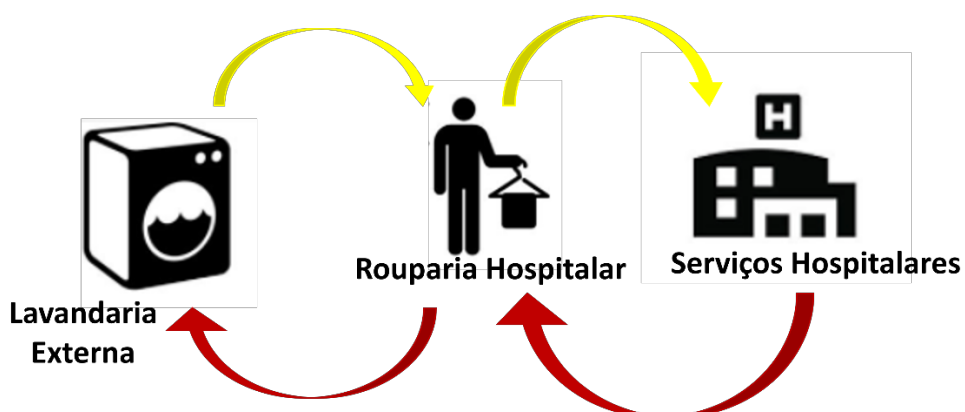 H
Rouparia Hospitalar
Serviços Hospitalares
Lavandaria
Externa